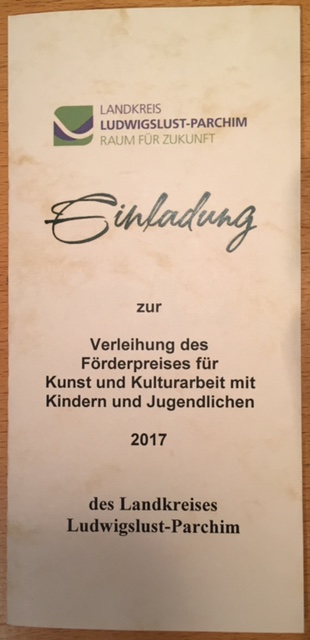 LANDKREIS
LUDWIGSLUST-PARCHIM
RAUM FÜR ZUKUNFT
Einladung
zur
Verleihung des
Förderpreises für
Kunst und Kulturarbeit mit
Kindern und Jugendlichen
2017
des Landkreises
Ludwigslust-Parchim